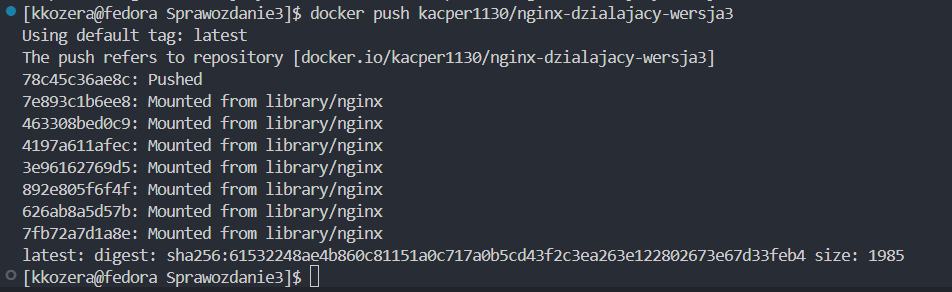 [kkozera@fedora Sprawozdanie3]$ docker push kacper1130/nginx-dzialajacy-wersja3
Using default tag: latest
The push refers to repository [docker.io/kacper1130/nginx-dzialajacy-wersja3]
78c45c36ae8c: Pushed
7e893c1b6ee8: Mounted from library/nginx
463308bed0c9: Mounted from library/nginx
4197a611afec: Mounted from library/nginx
3e96162769d5: Mounted from library/nginx
892e805f6f4f: Mounted from library/nginx
626ab8a5d57b: Mounted from library/nginx
7fb72a7d1a8e: Mounted from library/nginx
latest: digest: sha256:61532248ae4b860c81151a0c717a0b5cd43f2c3ea263e122802673e67d33feb4 size: 1985
[kkozera@fedora Sprawozdanie3]$